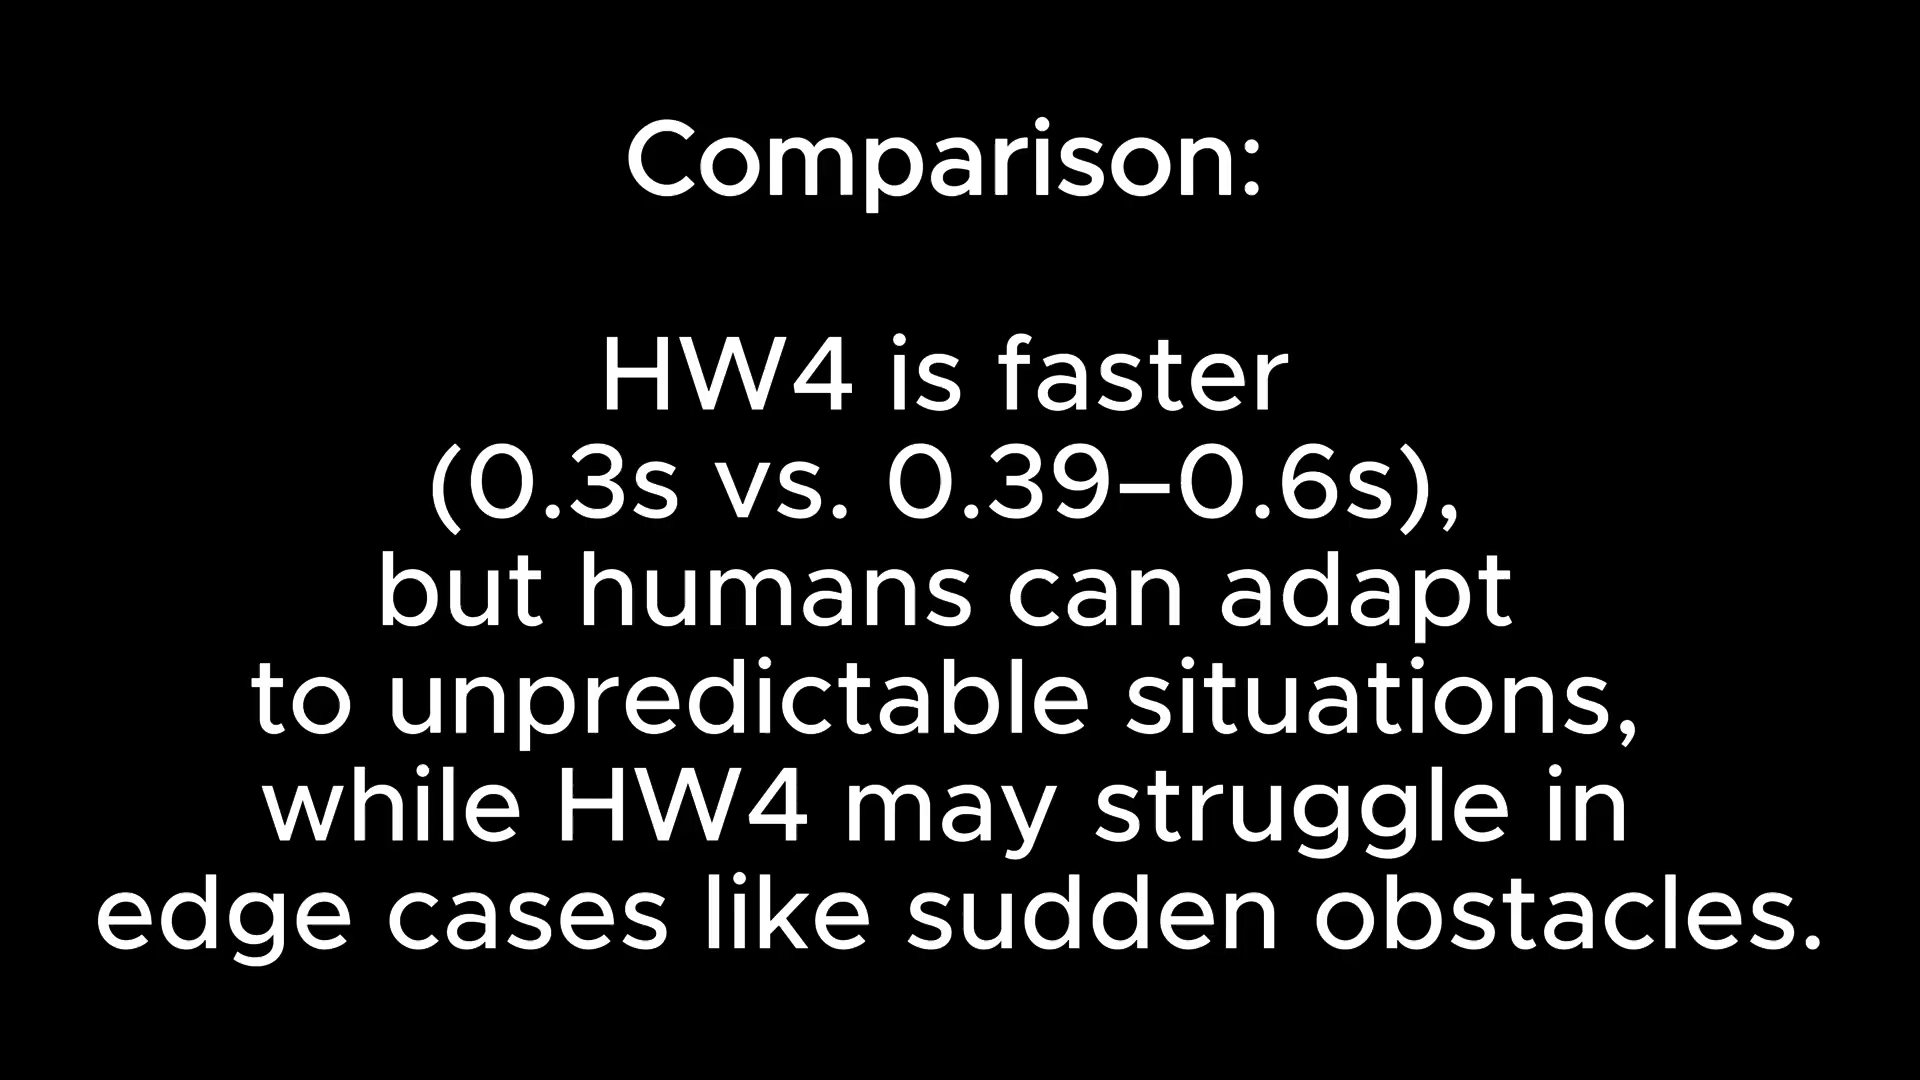 Comparison:
HW4 is faster
(0.3s vs. 0.39–0.6s),
but humans can adapt
to unpredictable situations,
while HW4 may struggle in
edge cases like sudden obstacles.